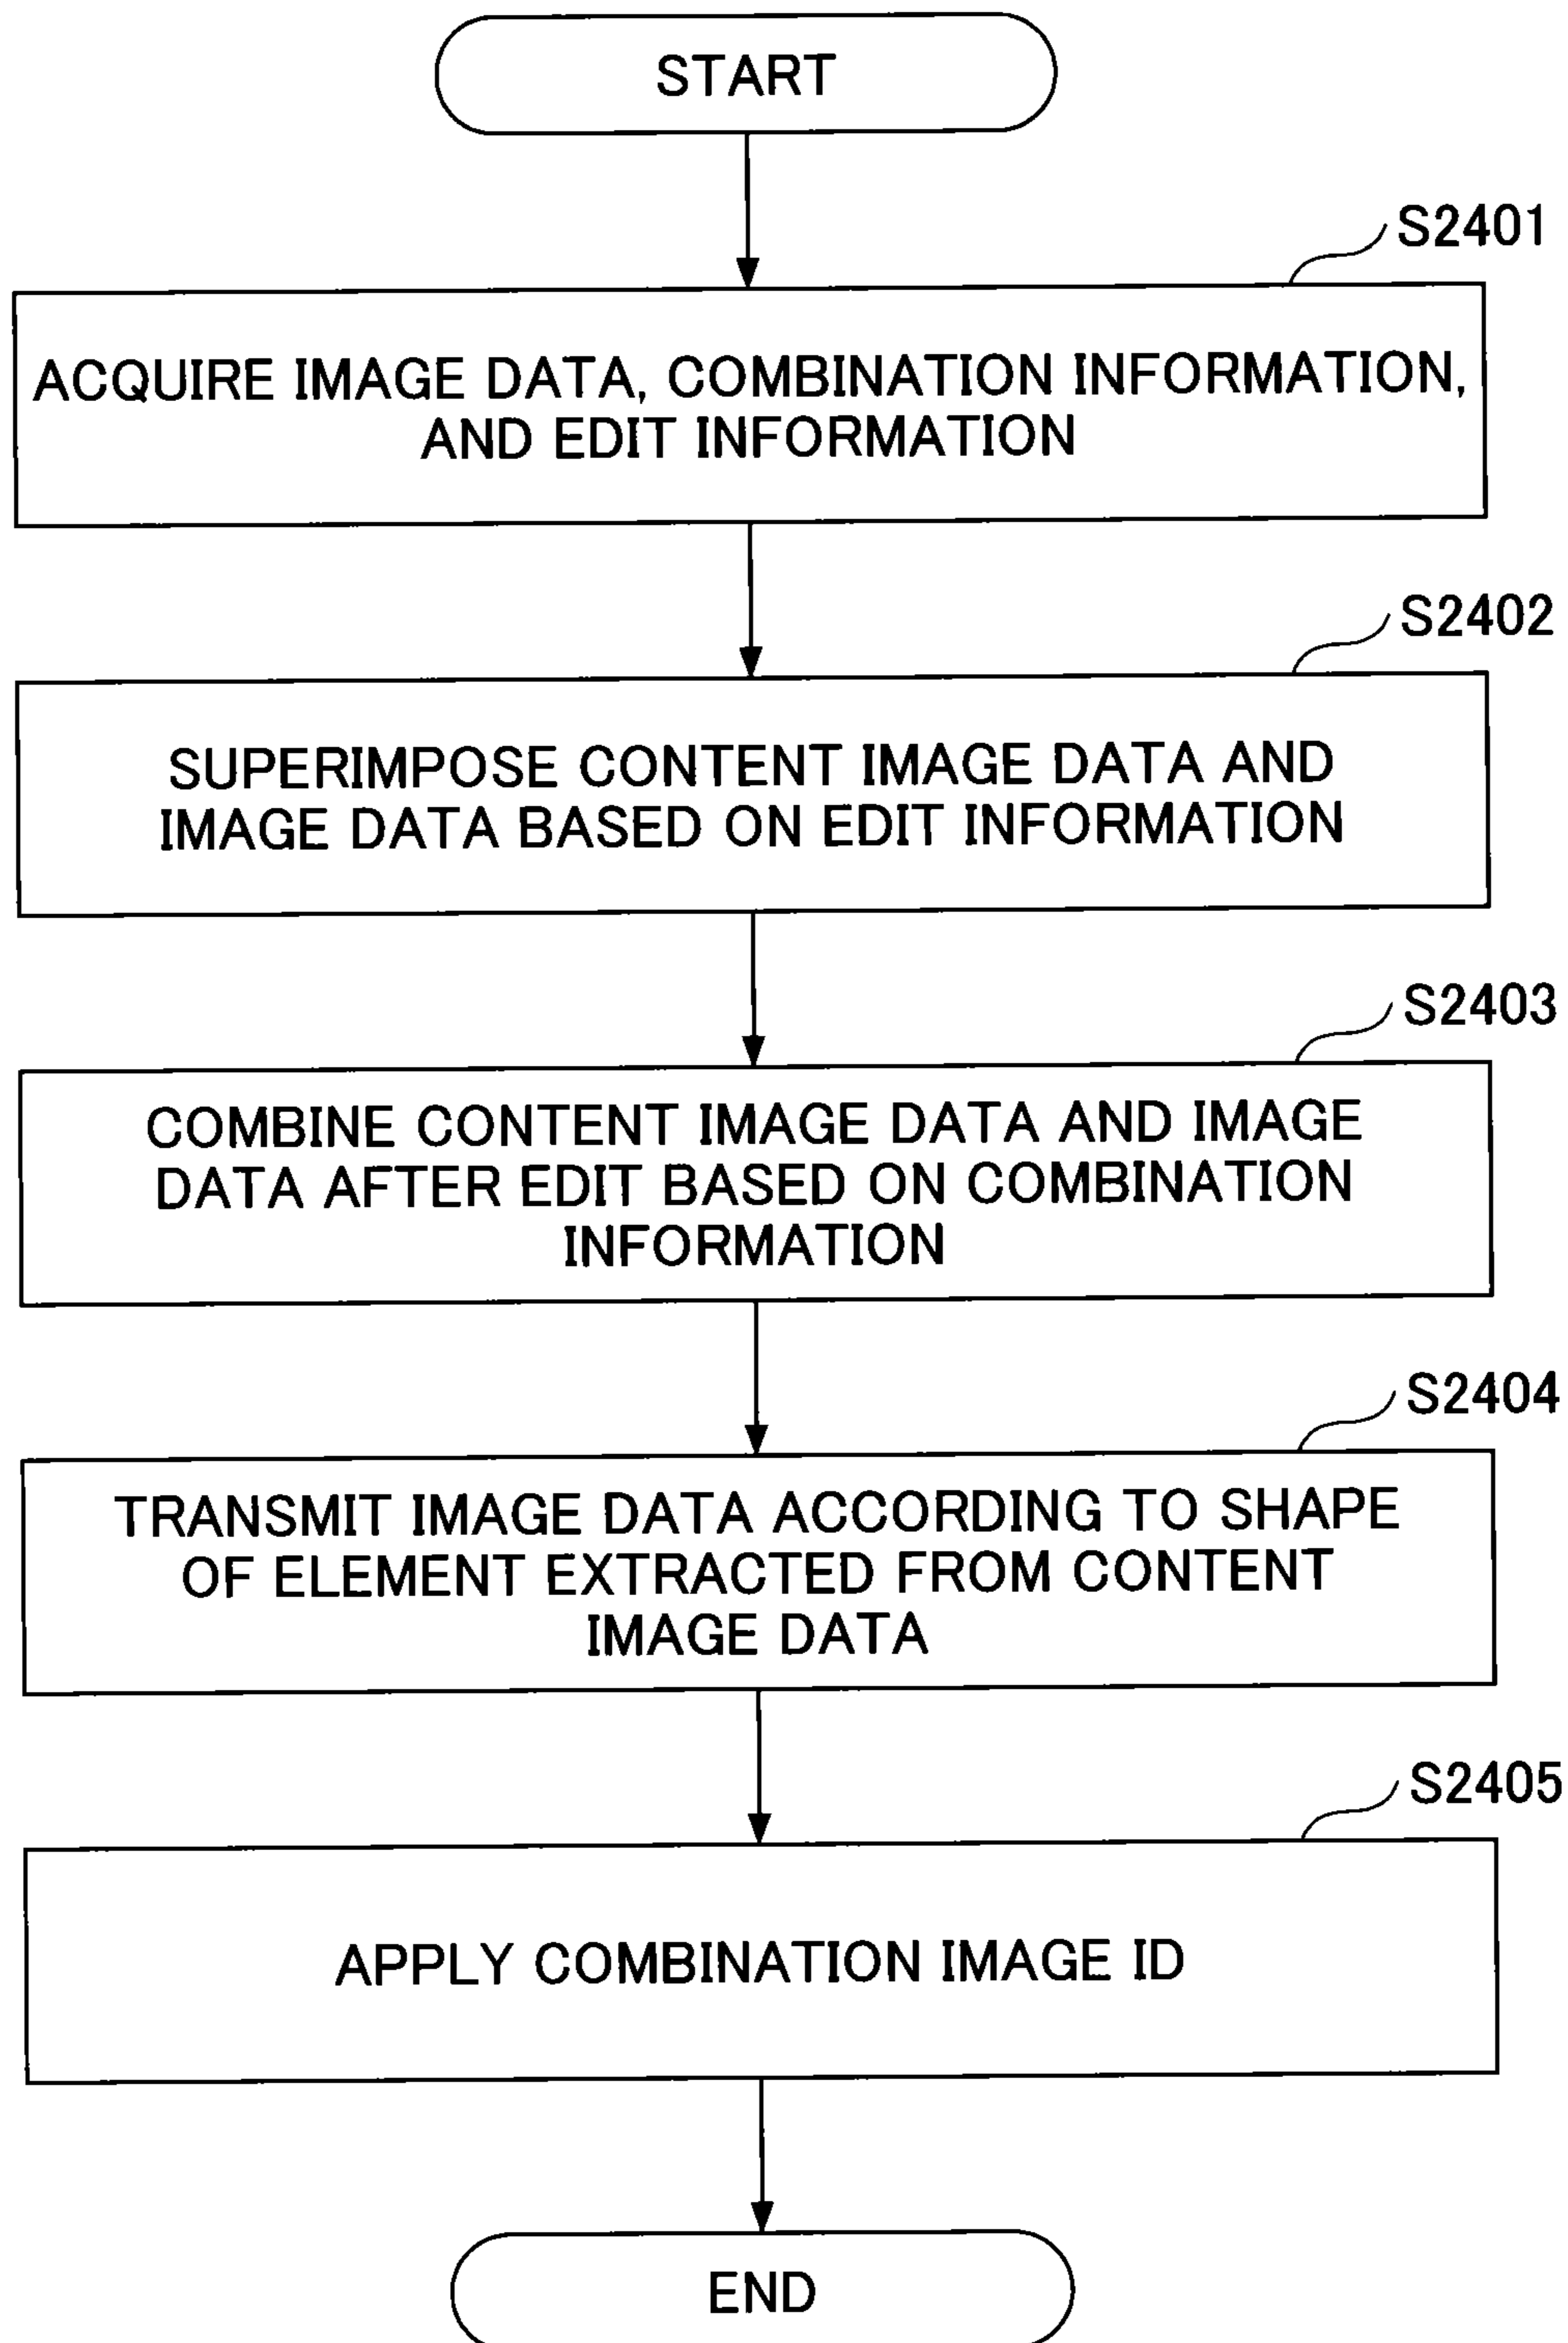 START
S2401
ACQUIRE IMAGE DATA, COMBINATION INFORMATION,
AND EDIT INFORMATION
S2402
SUPERIMPOSE CONTENT IMAGE DATA AND
IMAGE DATA BASED ON EDIT INFORMATION
S2403
COMBINE CONTENT IMAGE DATA AND IMAGE
DATA AFTER EDIT BASED ON COMBINATION
INFORMATION
S2404
TRANSMIT IMAGE DATA ACCORDING TO SHAPE
OF ELEMENT EXTRACTED FROM CONTENT
IMAGE DATA
S2405
APPLY COMBINATION IMAGE ID
END